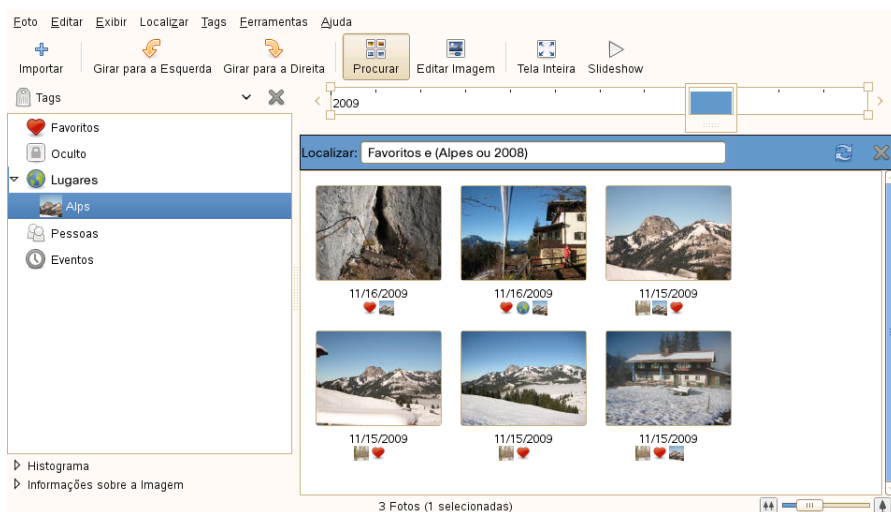 Foto Editar Exibir Localizar Tags Ferramentas Ajuda
Importar Girar para a Esquerda Girar para a Direita Procurar Editar Imagem Tela Inteira Slideshow
Tags
2009
Favoritos
Oculto
Lugares
Alps
Pessoas
Eventos
Localizar: Favoritos e (Alpes ou 2008)
11/16/2009 11/16/2009 11/15/2009
11/15/2009 11/15/2009 11/15/2009
Histograma
Informações sobre a Imagem
3 Fotos (1 selecionadas)